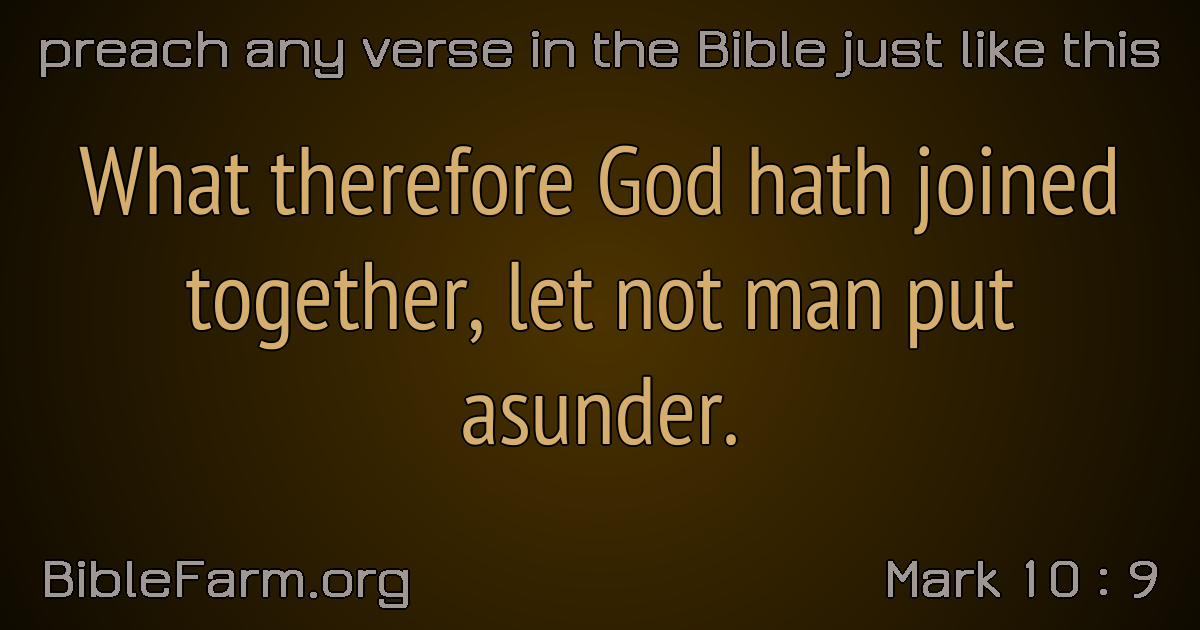 preach any verse in the Bible just like this
What therefore God hath joined
together, let not man put
asunder.
BibleFarm.org
Mark 10 : 9